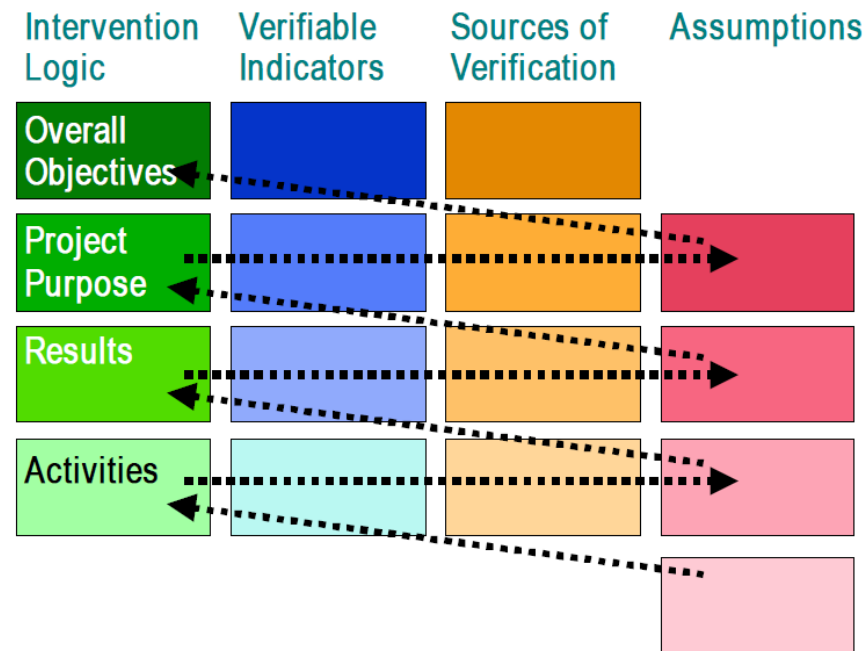 Intervention
Logic
Verifiable
Indicators
Sources of
Verification
Assumptions
Overall
Objectives
Project
Purpose
Results
Activities